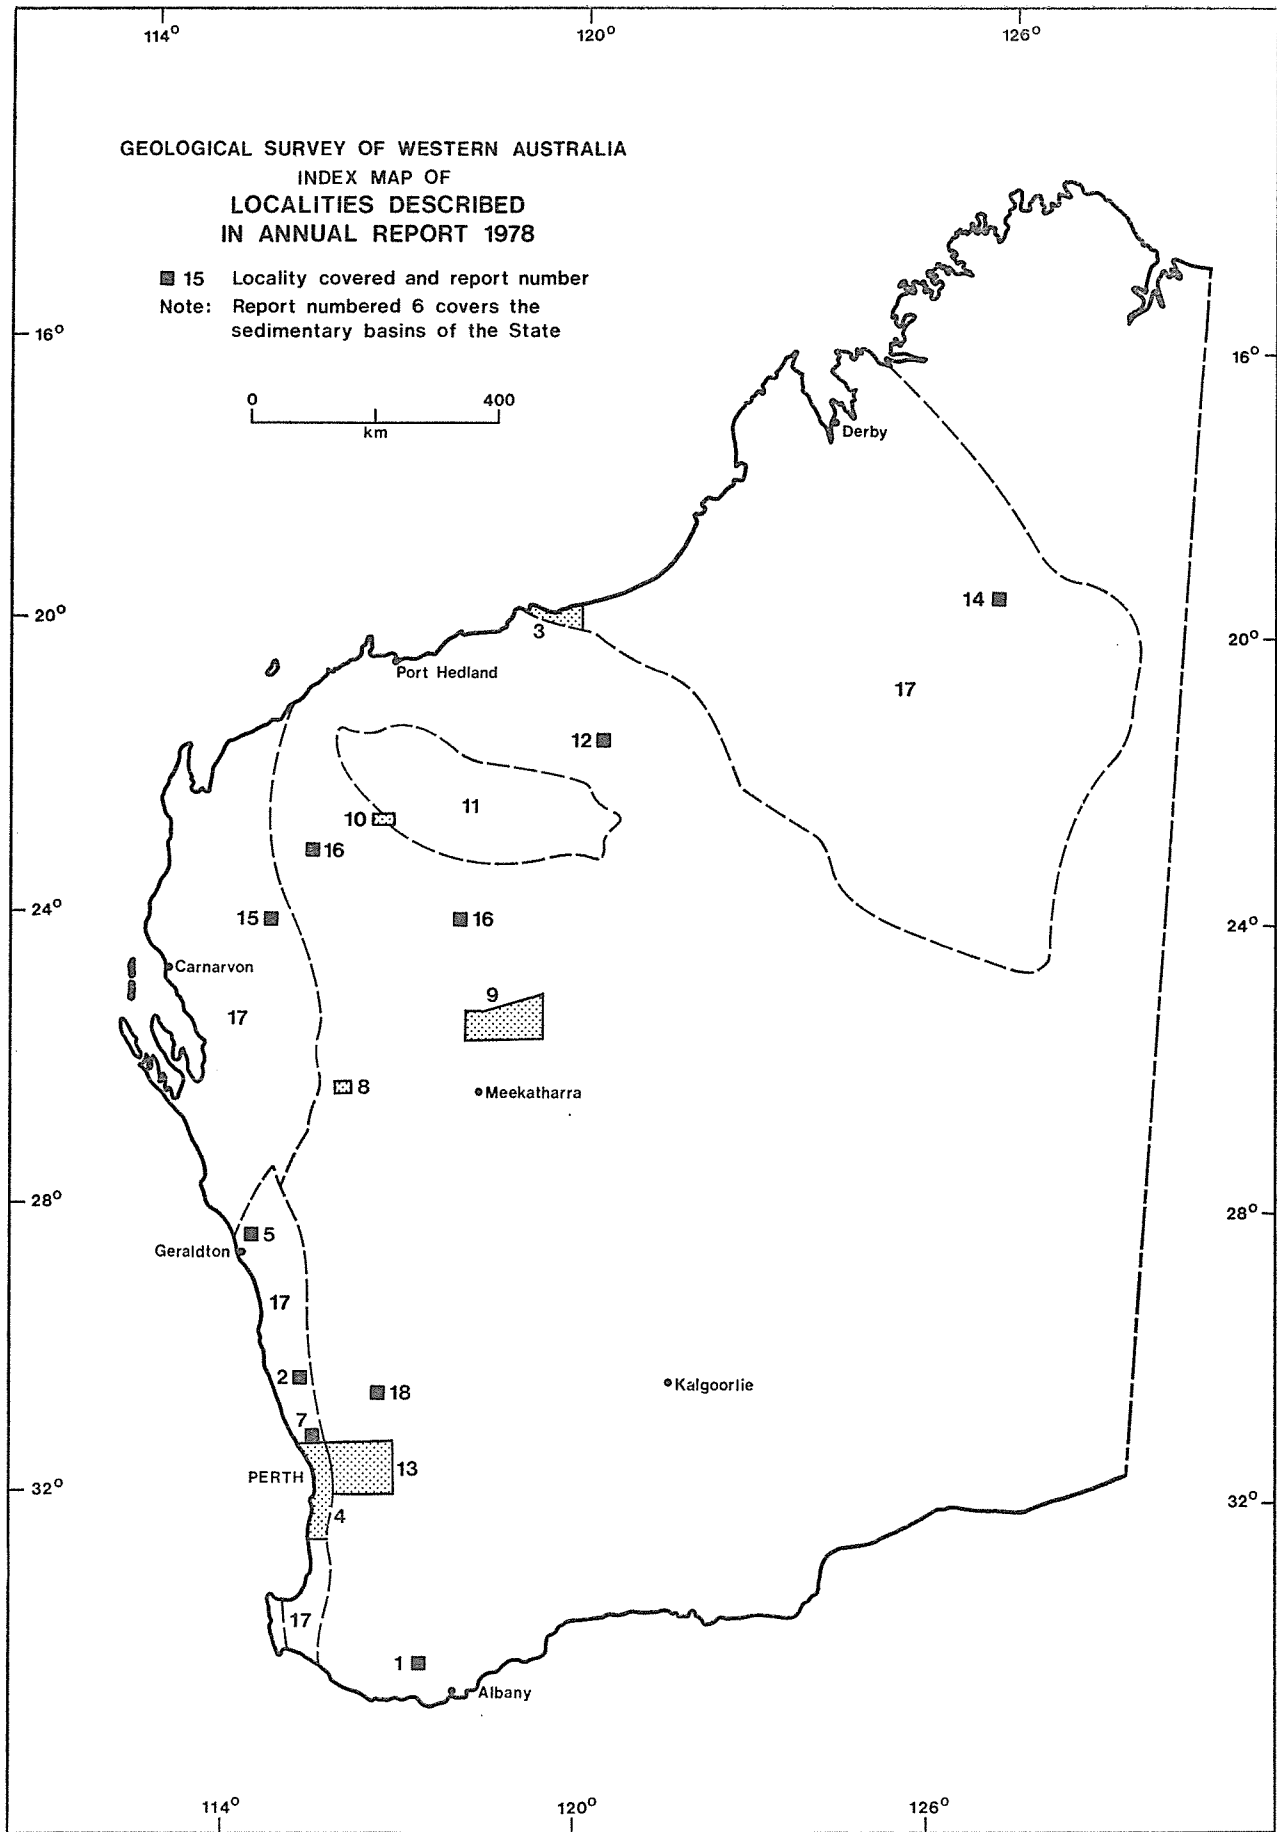 114° 120° 126°
GEOLOGICAL SURVEY OF WESTERN AUSTRALIA
INDEX MAP OF
LOCALITIES DESCRIBED
IN ANNUAL REPORT 1978
15 Locality covered and report number
Note: Report numbered 6 covers the
sedimentary basins of the State
16° 16°
0 400
km
Derby
14
20° 20°
3
Port Hedland
17
12
11
10
16
15 16
24° 24°
Carnarvon
9
17
8
Meekatharra
28° 28°
5
Geraldton
17
2
18
Kalgoorlie
7
13
PERTH
32° 32°
4
17
1
Albany
114° 120° 126°